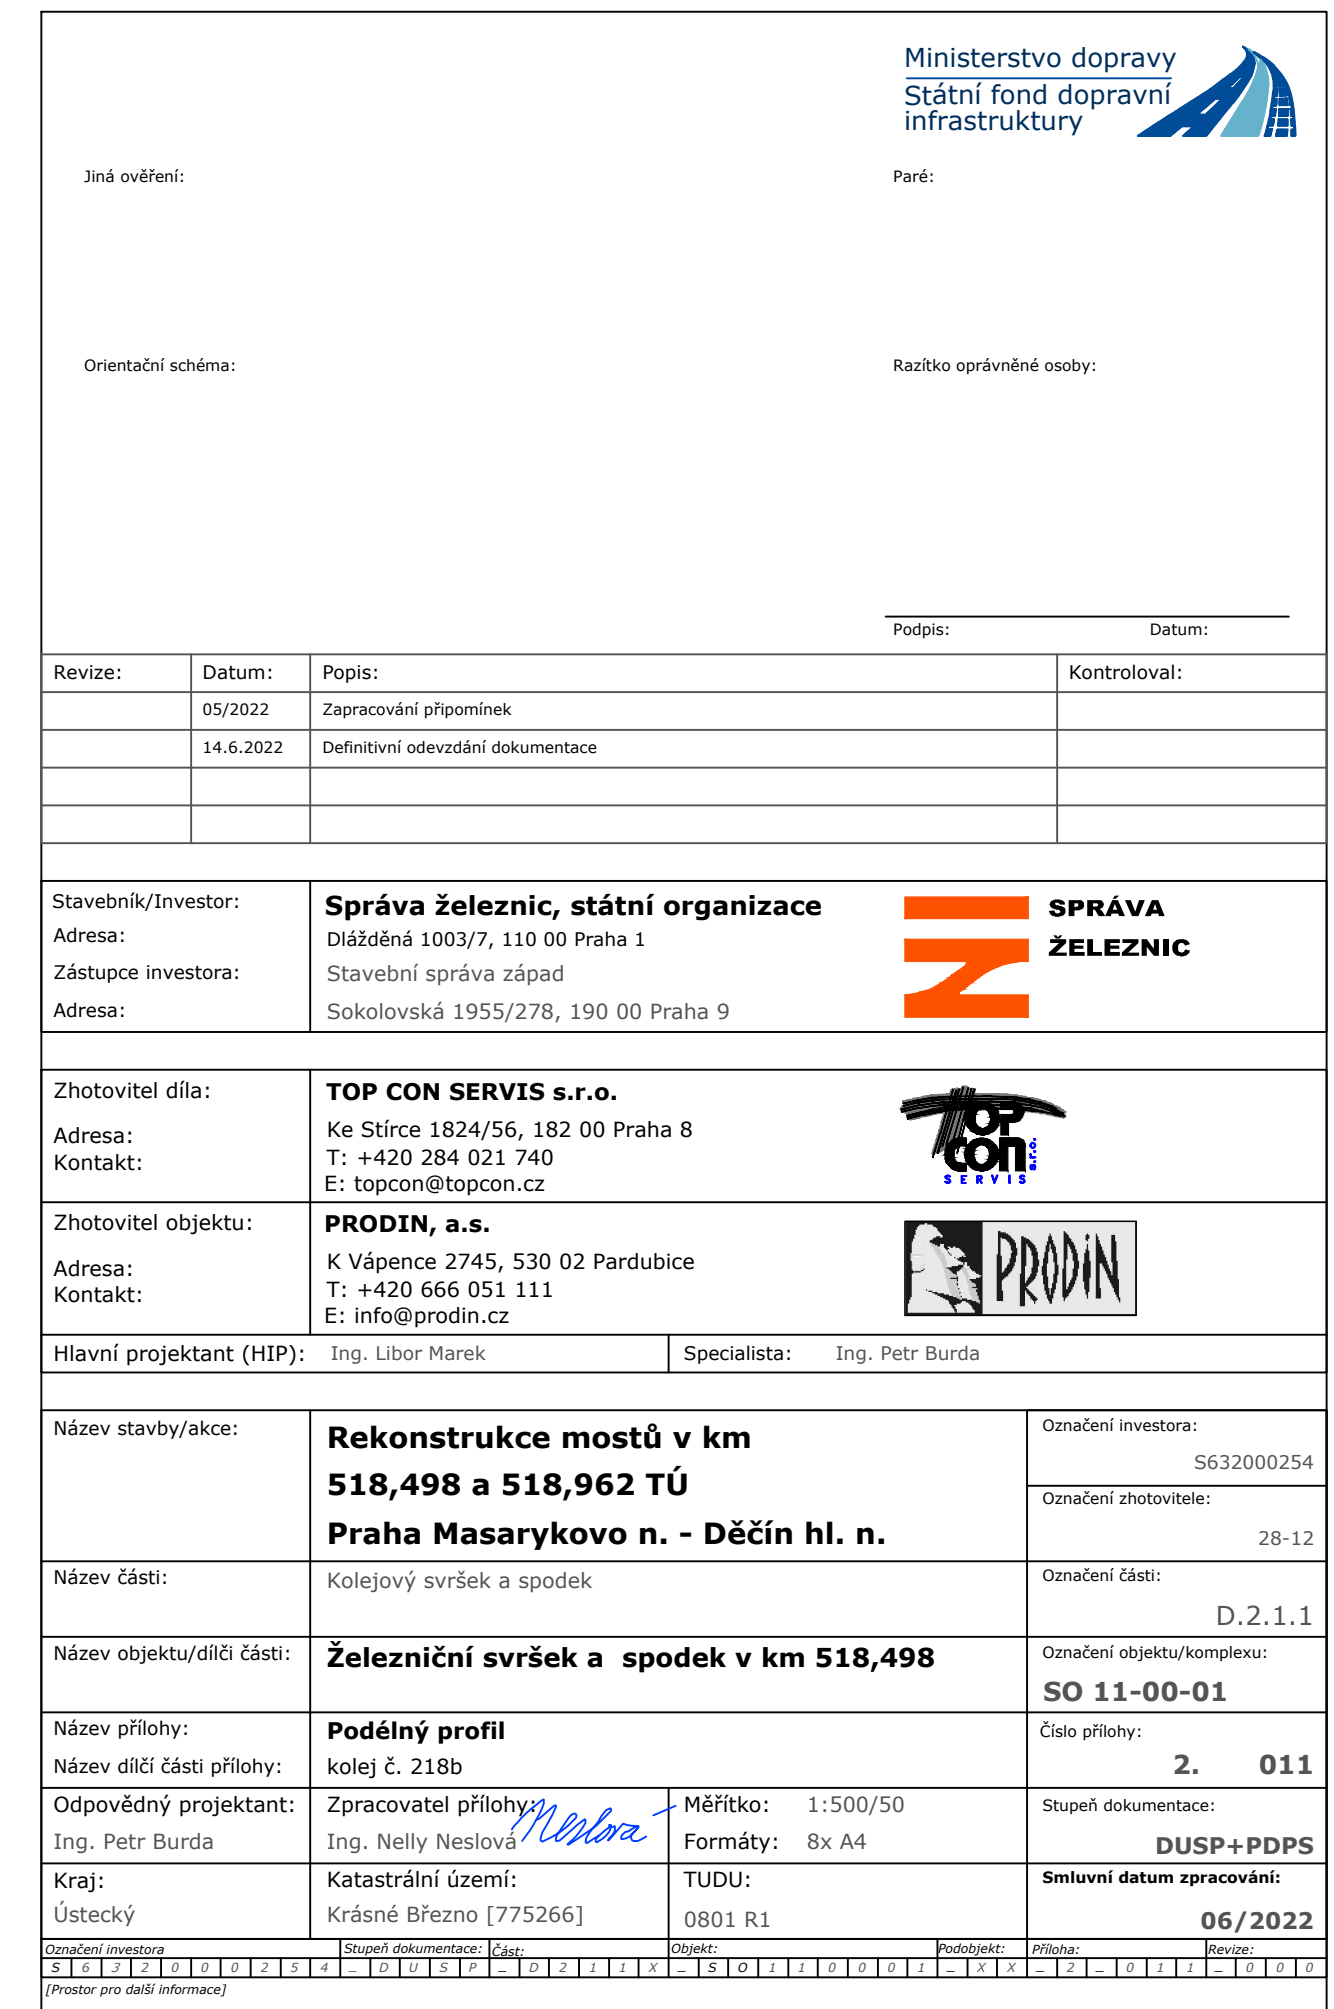 Ministerstvo dopravy
Státní fond dopravní
infrastruktury
Jiná ověření:
Paré:
Orientační schéma:
Razítko oprávněné osoby:
Podpis:
Datum:
Revize: Datum: Popis: Kontroloval:
05/2022 Zapracování připomínek
14.6.2022 Definitivní odevzdání dokumentace
Stavebník/Investor: Správa železnic, státní organizace
Adresa: Dlážděná 1003/7, 110 00 Praha 1
Zástupce investora: Stavební správa západ
Adresa: Sokolovská 1955/278, 190 00 Praha 9
SPRÁVA
ŽELEZNIC
Zhotovitel díla: TOP CON SERVIS s.r.o.
Adresa: Ke Stírce 1824/56, 182 00 Praha 8
Kontakt: T: +420 284 021 740
E: topcon@topcon.cz
TOP
CON
s.r.o.
SERVIS
Zhotovitel objektu: PRODIN, a.s.
Adresa: K Vápence 2745, 530 02 Pardubice
Kontakt: T: +420 666 051 111
E: info@prodin.cz
PRODIN
Hlavní projektant (HIP): Ing. Libor Marek Specialista: Ing. Petr Burda
Název stavby/akce: Rekonstrukce mostů v km
518,498 a 518,962 TÚ
Praha Masarykovo n. - Děčín hl. n.
Označení investora:
S632000254
Označení zhotovitele:
28-12
Název části: Kolejový svršek a spodek
Označení části:
D.2.1.1
Název objektu/dílči části: Železniční svršek a spodek v km 518,498
Označení objektu/komplexu:
SO 11-00-01
Název přílohy: Podélný profil
Název dílčí části přílohy: kolej č. 218b
Číslo přílohy:
2. 011
Odpovědný projektant: Zpracovatel přílohy: Měřítko: 1:500/50
Ing. Petr Burda Ing. Nelly Neslová Neslová Formáty: 8x A4
Stupeň dokumentace:
DUSP+PDPS
Kraj: Katastrální území: TUDU:
Ústecký Krásné Březno [775266] 0801 R1
Smluvní datum zpracování:
06/2022
Označení investora Stupeň dokumentace: Část: Objekt: Podobjekt: Příloha: Revize:
S 6 3 2 0 0 0 2 5 4 _ D U S P _ D 2 1 1 X _ S O 1 1 0 0 0 1 _ X X _ 2 _ 0 1 1 _ 0 0 0
[Prostor pro další informace]